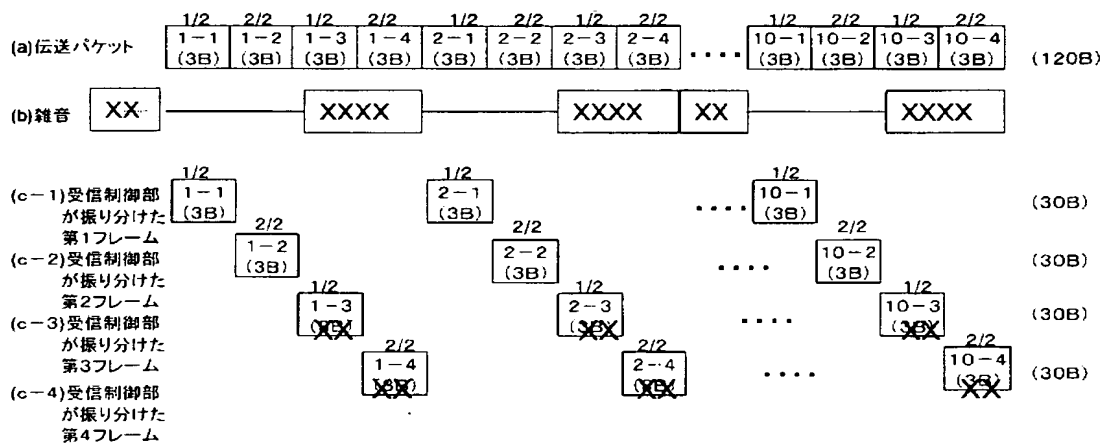 1/2 2/2 1/2 2/2 1/2 2/2 1/2 2/2 1/2 2/2 1/2 2/2
(a)伝送パケット 1-1 1-2 1-3 1-4 2-1 2-2 2-3 2-4 ‥‥ 10-1 10-2 10-3 10-4 (120B)
(3B) (3B) (3B) (3B) (3B) (3B) (3B) (3B) (3B) (3B) (3B) (3B)
(b)雑音 XX XXXX XXXX XX XXXX
1/2 1/2 1/2
(c-1)受信制御部 1-1 2-1 10-1 (30B)
が振り分けた (3B) (3B) ‥‥ (3B)
第1フレーム
2/2 2/2 2/2
(c-2)受信制御部 1-2 2-2 10-2 (30B)
が振り分けた (3B) (3B) ‥‥ (3B)
第2フレーム
1/2 1/2 1/2
(c-3)受信制御部 1-3 2-3 10-3 (30B)
が振り分けた (3B) (3B) ‥‥ (3B)
第3フレーム
2/2 2/2 2/2
(c-4)受信制御部 1-4 2-4 10-4 (30B)
が振り分けた (3B) (3B) ‥‥ (3B)
第4フレーム